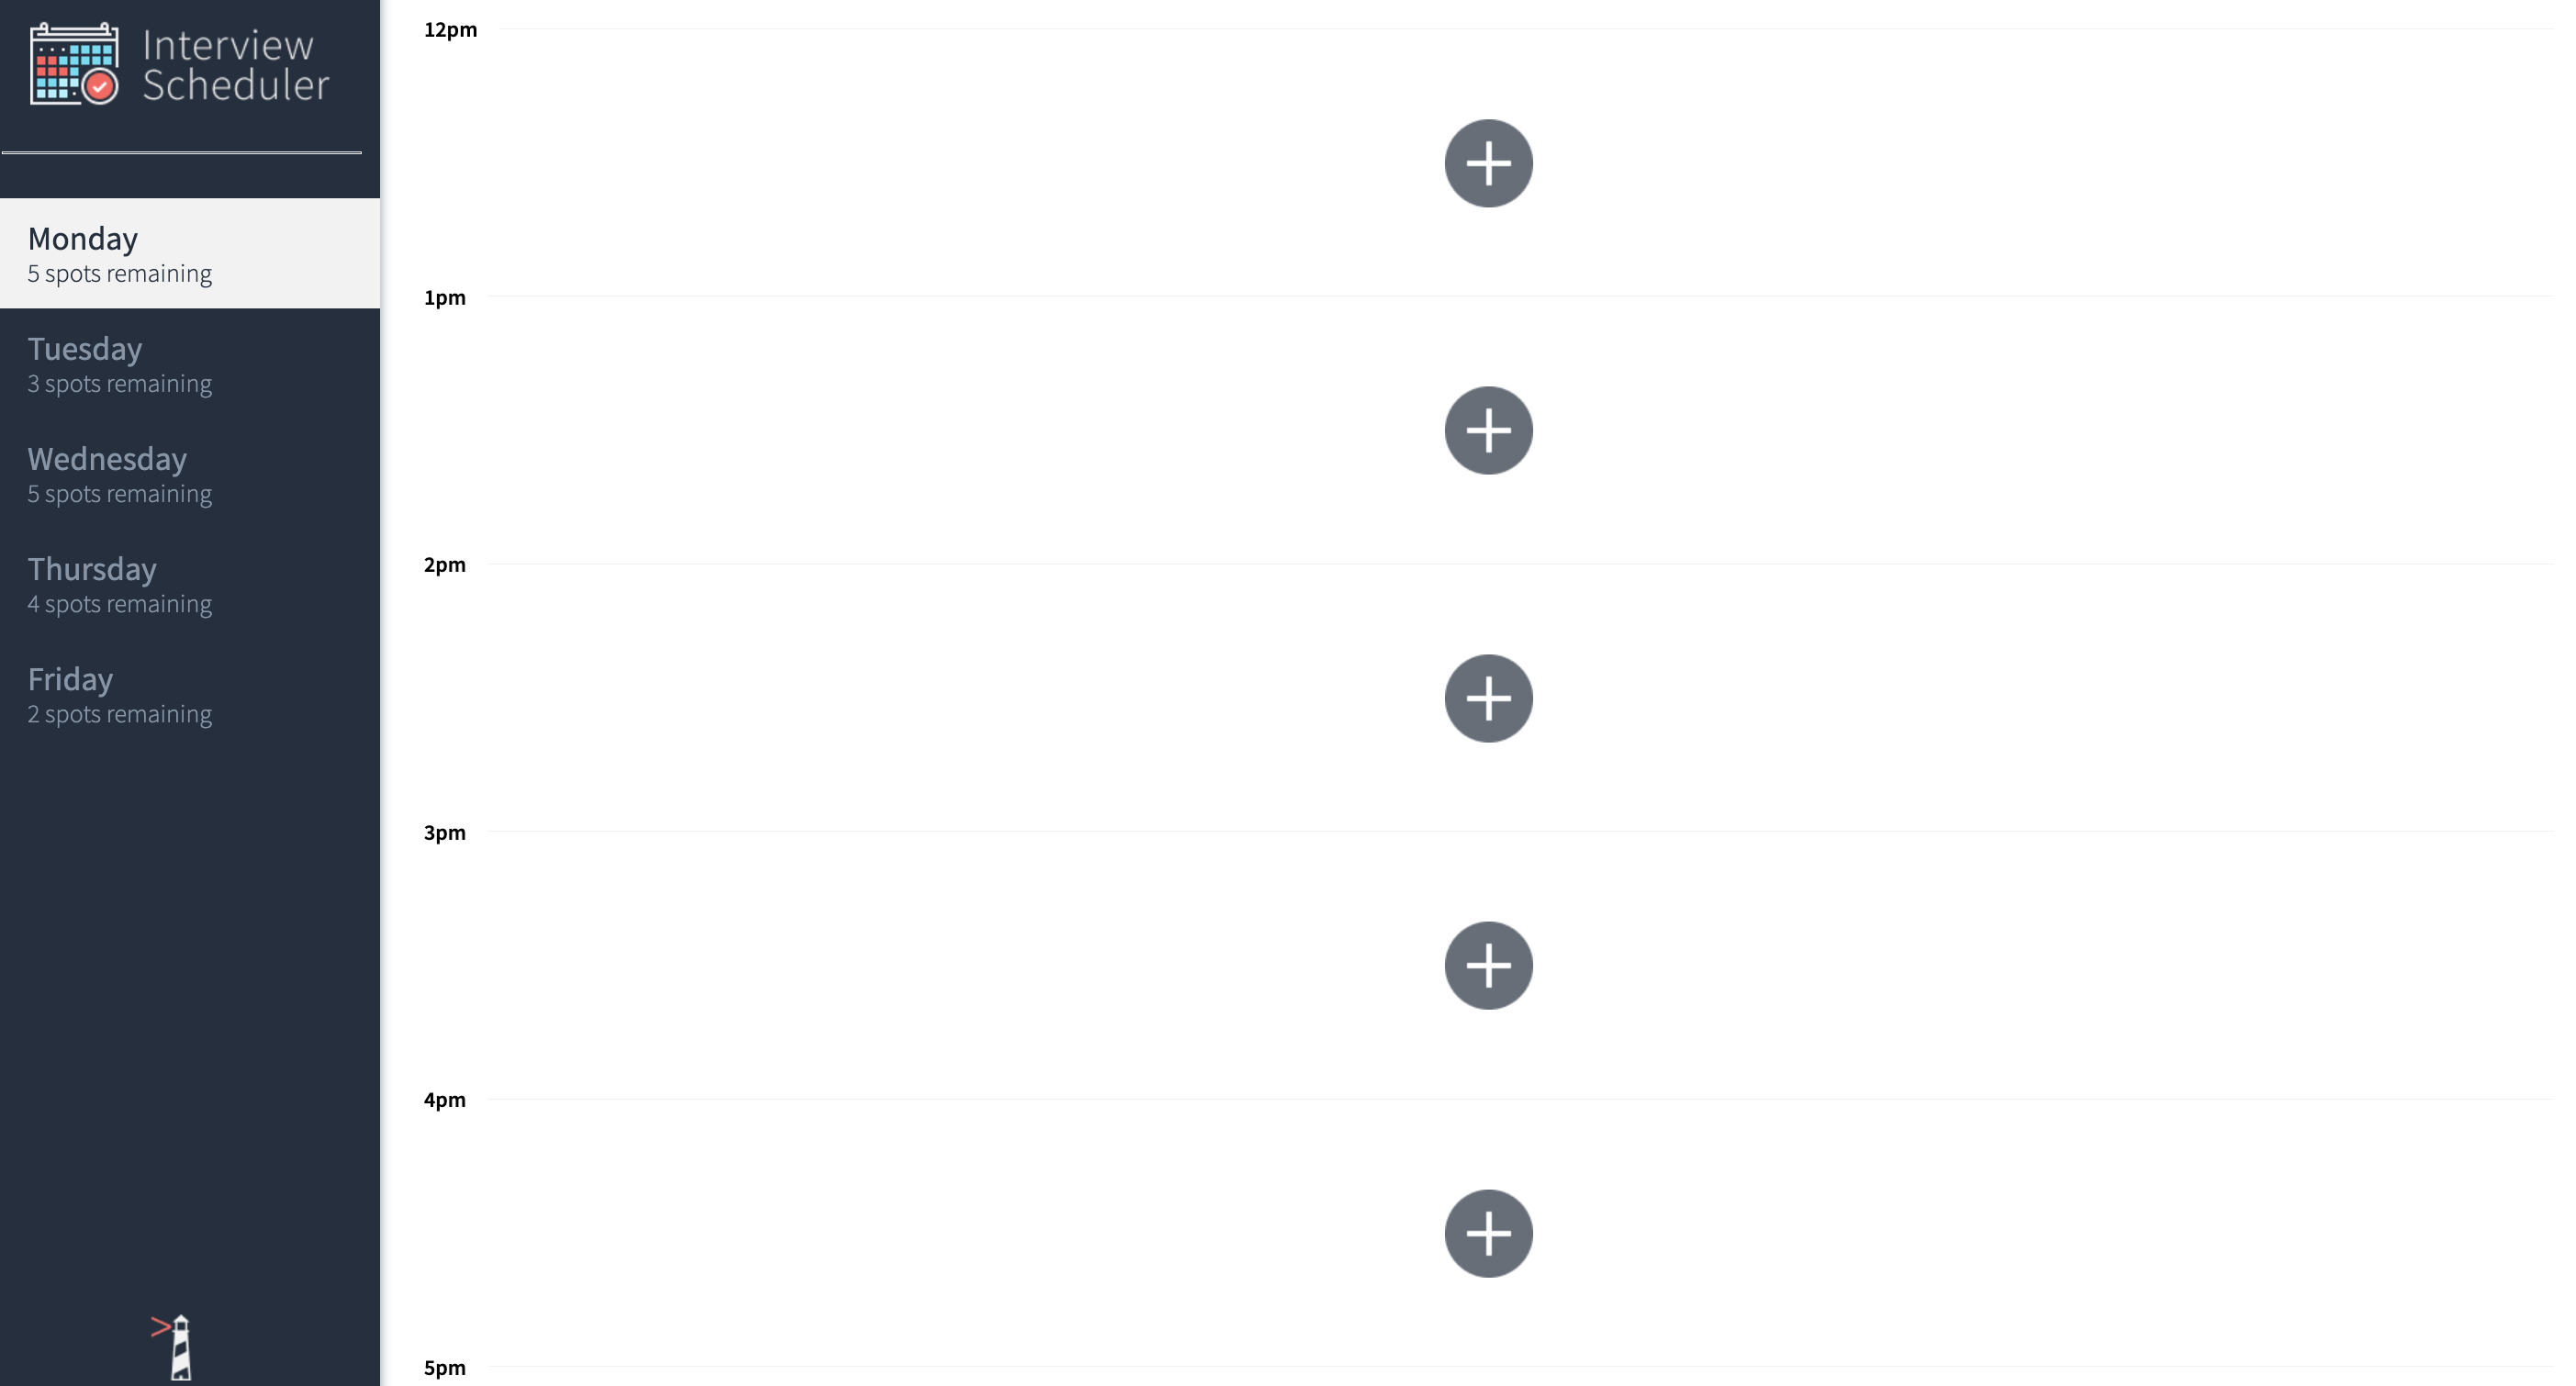 Interview
Scheduler
Monday
5 spots remaining
Tuesday
3 spots remaining
Wednesday
5 spots remaining
Thursday
4 spots remaining
Friday
2 spots remaining
12pm
1pm
2pm
3pm
4pm
5pm